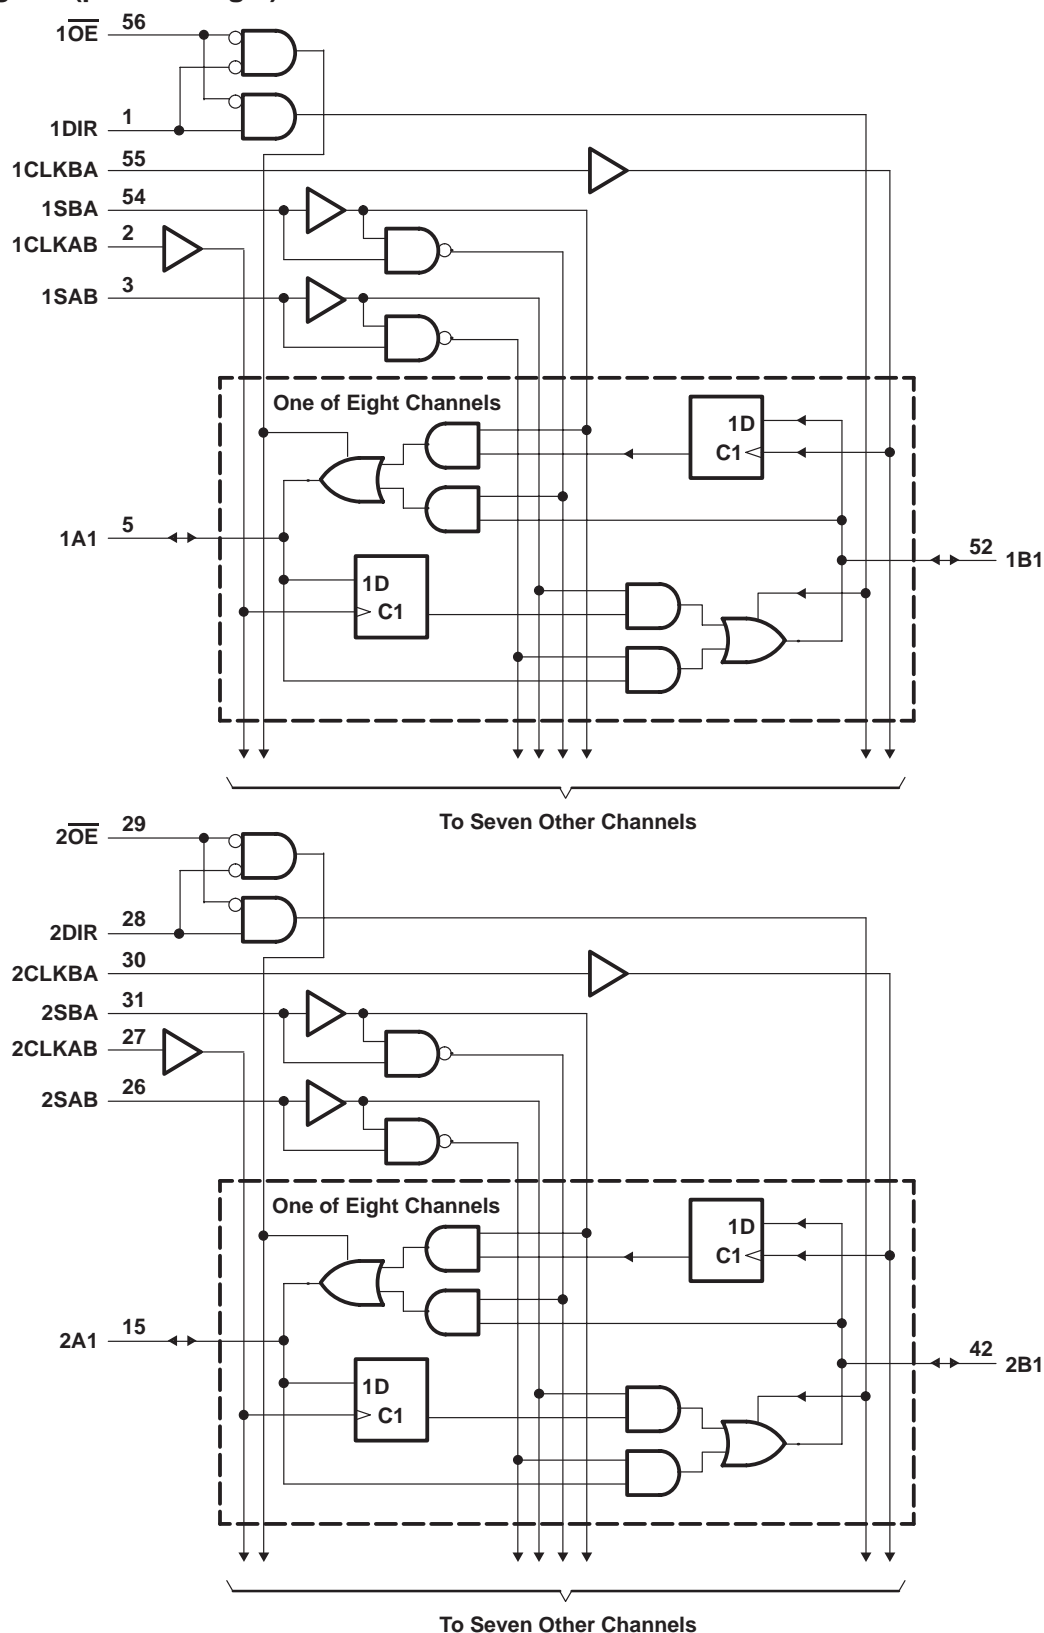 1OE 56
1DIR 1
1CLKBA 55
1SBA 54
1CLKAB 2
1SAB 3
One of Eight Channels
1D
C1
1A1 5
52 1B1
1D
C1
To Seven Other Channels
2OE 29
2DIR 28
2CLKBA 30
2SBA 31
2CLKAB 27
2SAB 26
One of Eight Channels
1D
C1
2A1 15
42 2B1
1D
C1
To Seven Other Channels